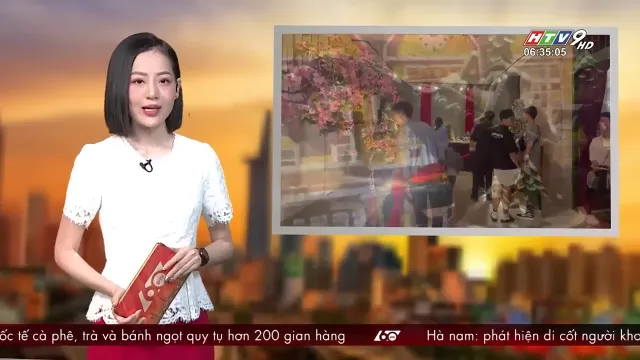 HTV9 HD
06:35:05
ốc tế cà phê, trà và bánh ngọt quy tụ hơn 200 gian hàng
60
Hà nam: phát hiện di cốt người